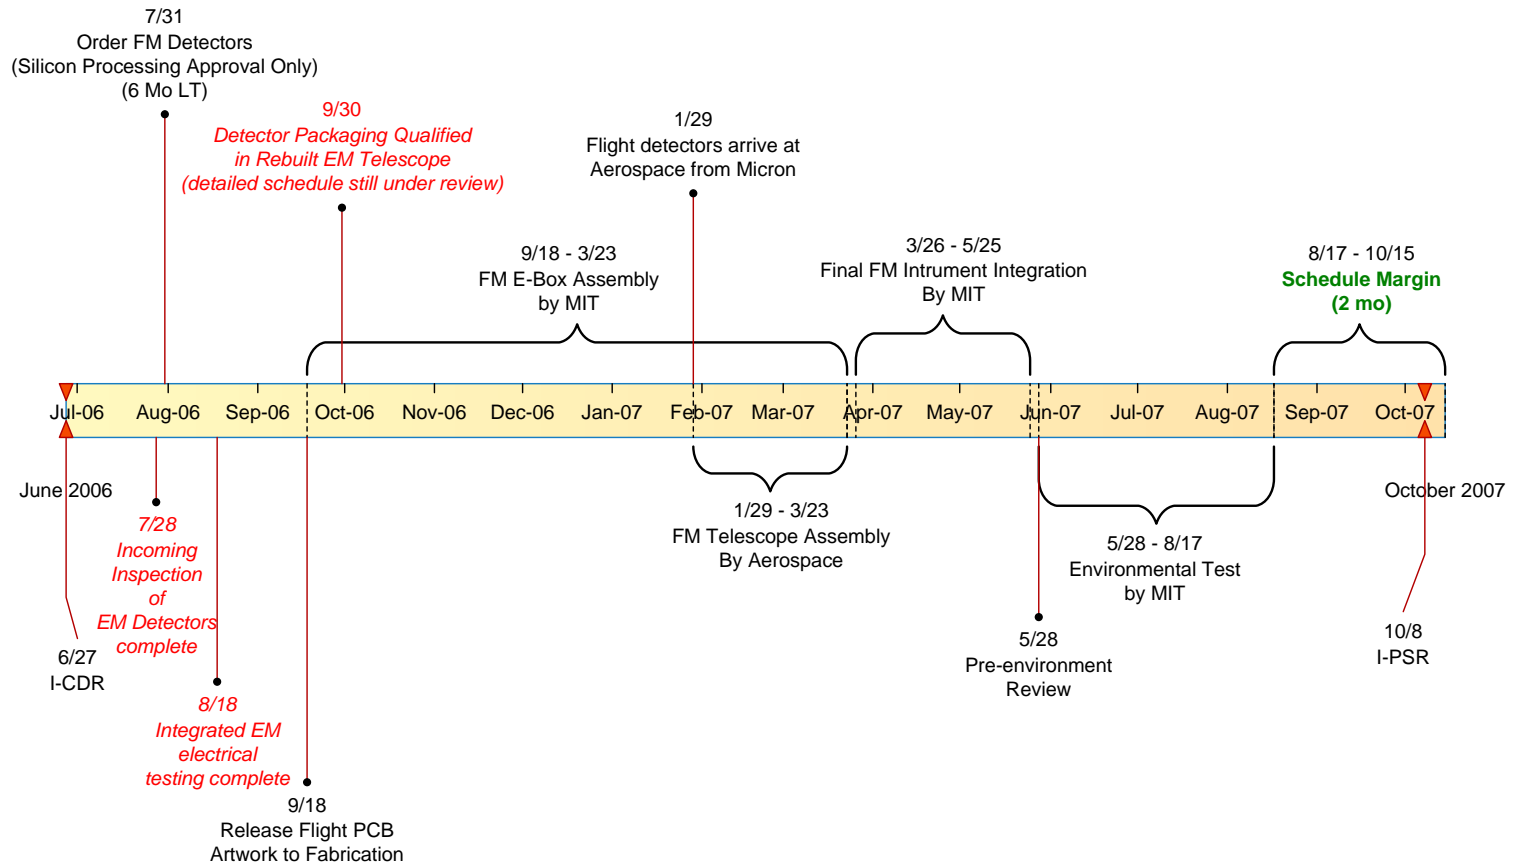 7/31
Order FM Detectors
(Silicon Processing Approval Only)
(6 Mo LT)
9/30
Detector Packaging Qualified
in Rebuilt EM Telescope
(detailed schedule still under review)
1/29
Flight detectors arrive at
Aerospace from Micron
9/18 - 3/23
FM E-Box Assembly
by MIT
3/26 - 5/25
Final FM Intrument Integration
By MIT
8/17 - 10/15
Schedule Margin
(2 mo)
Jul-06 Aug-06 Sep-06 Oct-06 Nov-06 Dec-06 Jan-07 Feb-07 Mar-07 Apr-07 May-07 Jun-07 Jul-07 Aug-07 Sep-07 Oct-07
June 2006
October 2007
7/28
Incoming
Inspection
of
EM Detectors
complete
6/27
I-CDR
8/18
Integrated EM
electrical
testing complete
9/18
Release Flight PCB
Artwork to Fabrication
1/29 - 3/23
FM Telescope Assembly
By Aerospace
5/28 - 8/17
Environmental Test
by MIT
5/28
Pre-environment
Review
10/8
I-PSR